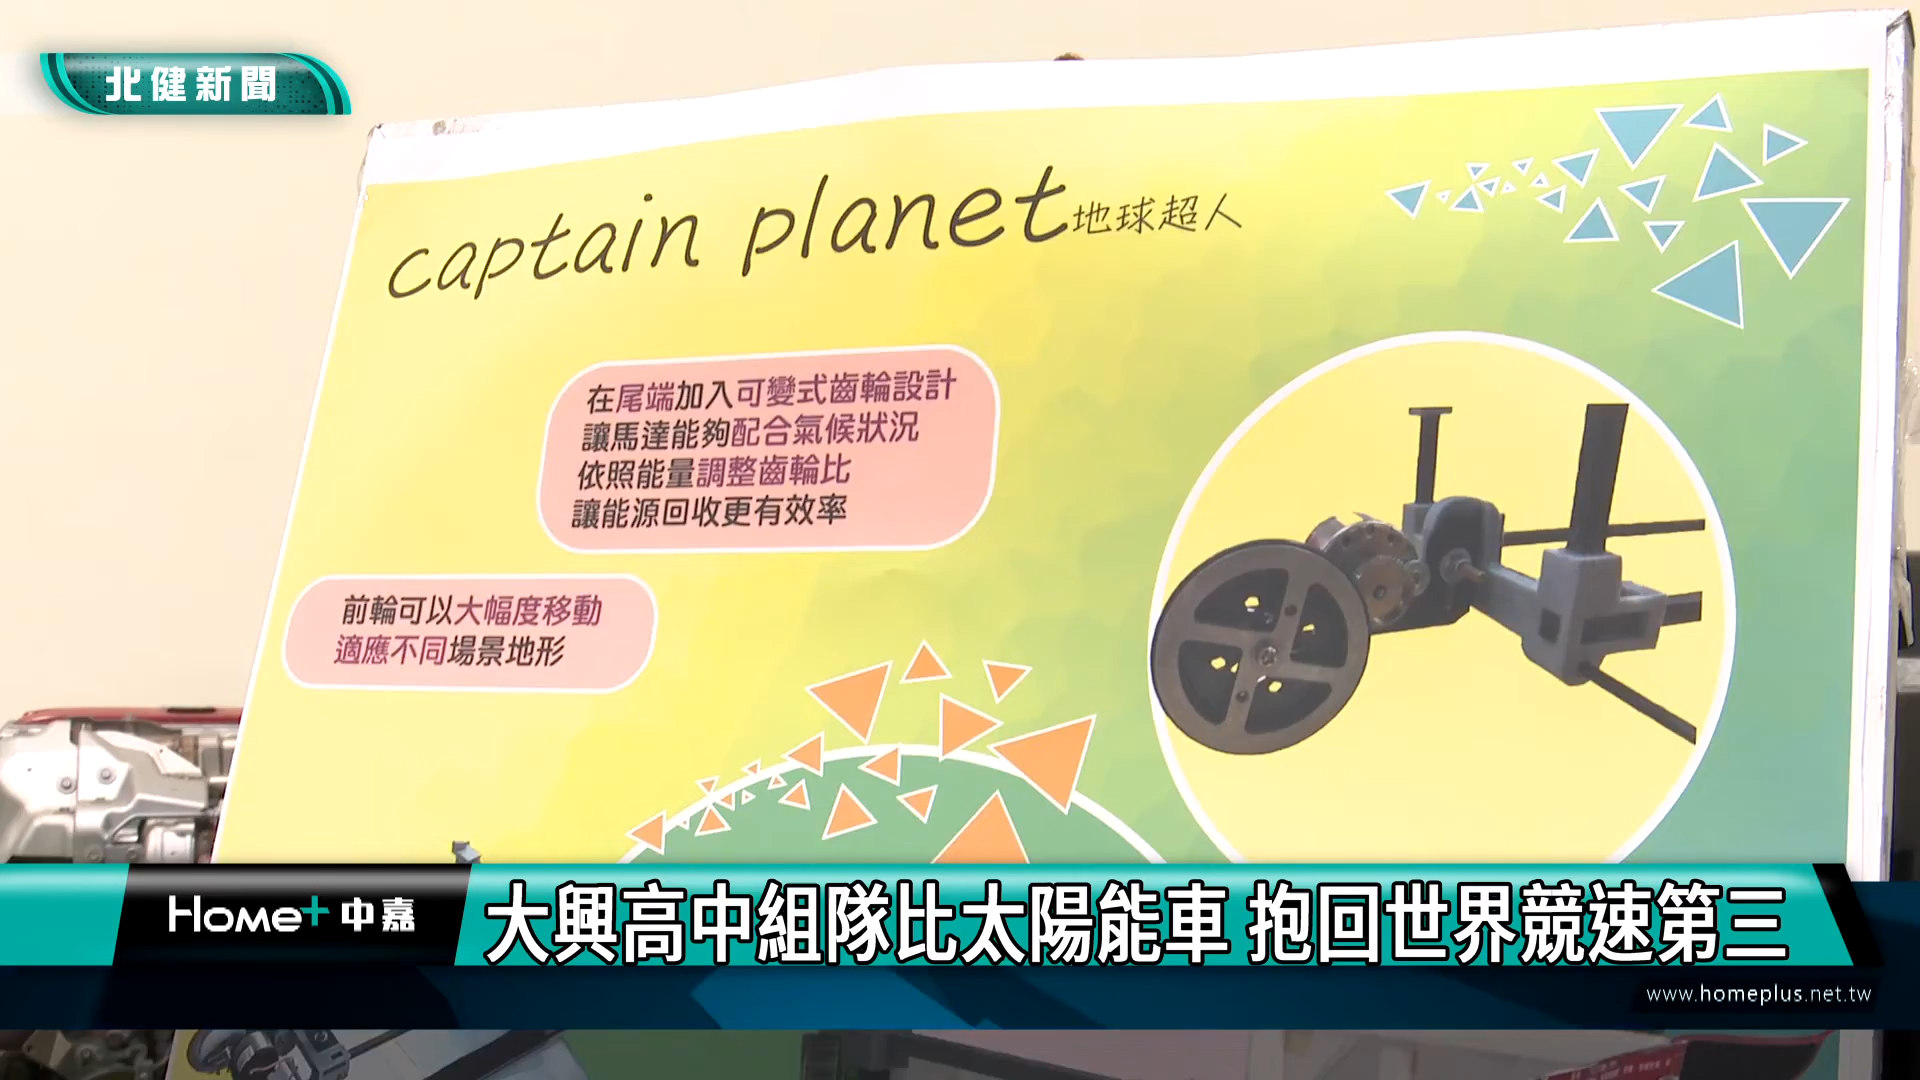 北健新聞
captain planet地球超人
在尾端加入可變式齒輪設計
讓馬達能夠配合氣候狀況
依照能量調整齒輪比
讓能源回收更有效率
前輪可以大幅度移動
適應不同場景地形
Home+ 中嘉
大興高中組隊比太陽能車 抱回世界競速第三
www.homeplus.net.tw